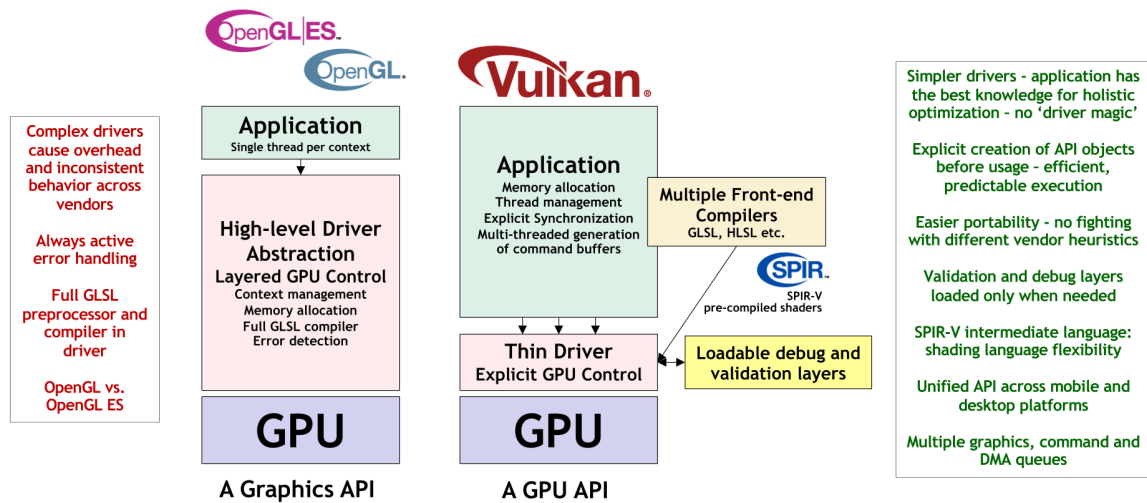 OpenGL|ES™
OpenGL.
Vulkan®
Complex drivers
cause overhead
and inconsistent
behavior across
vendors
Always active
error handling
Full GLSL
preprocessor and
compiler in
driver
OpenGL vs.
OpenGL ES
Application
Single thread per context
High-level Driver
Abstraction
Layered GPU Control
Context management
Memory allocation
Full GLSL compiler
Error detection
GPU
A Graphics API
Application
Memory allocation
Thread management
Explicit Synchronization
Multi-threaded generation
of command buffers
Multiple Front-end
Compilers
GLSL, HLSL etc.
SPIR™
SPIR-V
pre-compiled shaders
Thin Driver
Explicit GPU Control
Loadable debug and
validation layers
GPU
A GPU API
Simpler drivers - application has
the best knowledge for holistic
optimization – no ‘driver magic’
Explicit creation of API objects
before usage – efficient,
predictable execution
Easier portability - no fighting
with different vendor heuristics
Validation and debug layers
loaded only when needed
SPIR-V intermediate language:
shading language flexibility
Unified API across mobile and
desktop platforms
Multiple graphics, command and
DMA queues